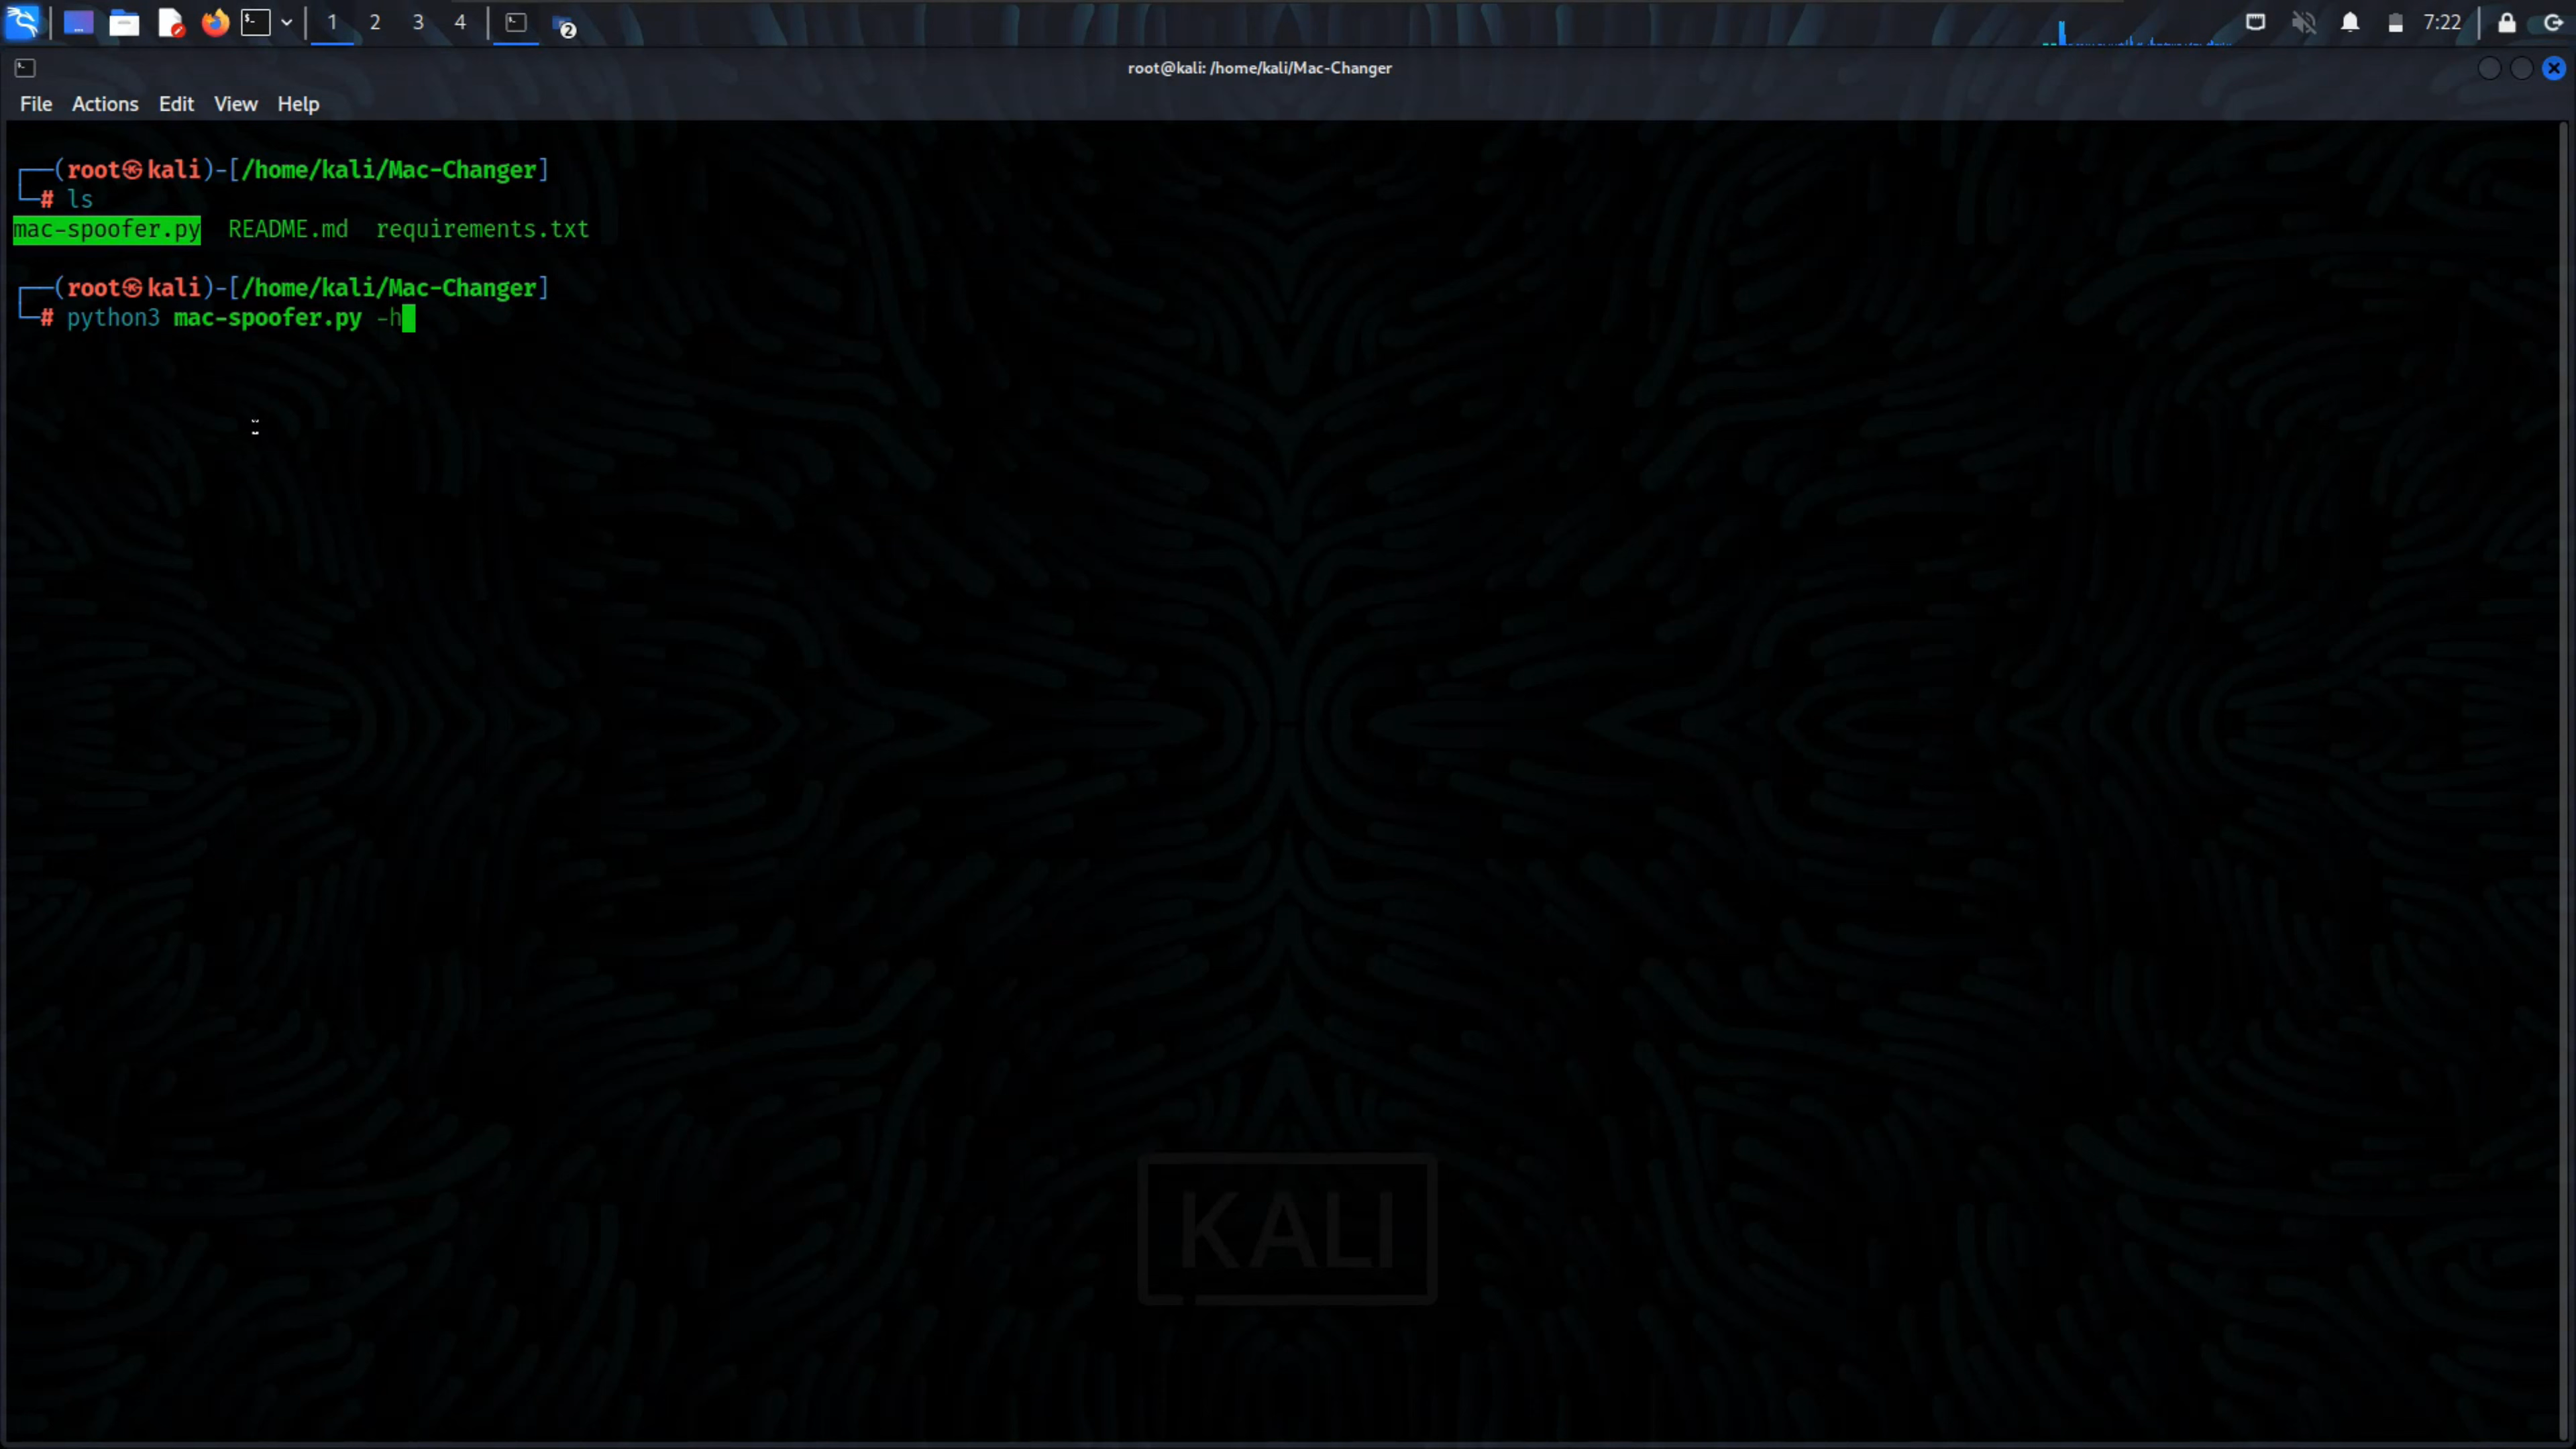 1 2 3 4 2 7:22
root@kali: /home/kali/Mac-Changer
File Actions Edit View Help
┌──(root㉿kali)-[/home/kali/Mac-Changer]
└─# ls
mac-spoofer.py README.md requirements.txt
┌──(root㉿kali)-[/home/kali/Mac-Changer]
└─# python3 mac-spoofer.py -h
KALI